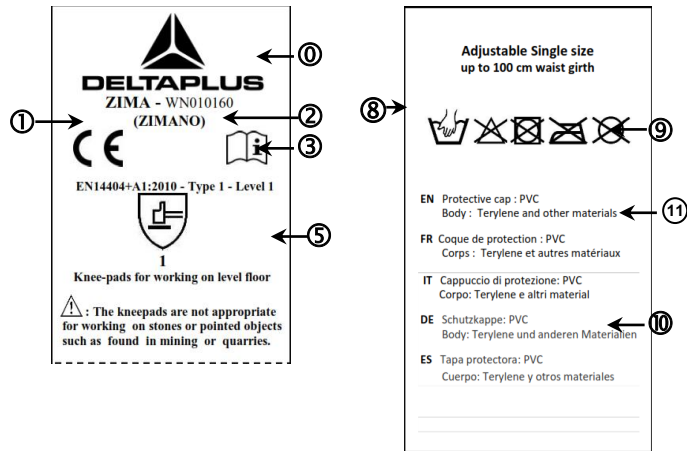 ⓪
DELTAPLUS
ZIMA - WN010160
(ZIMANO)
①
②
CE
i
③
EN14404+A1:2010 - Type 1 - Level 1
1
⑤
Knee-pads for working on level floor
! : The kneepads are not appropriate
for working on stones or pointed objects
such as found in mining or quarries.
Adjustable Single size
up to 100 cm waist girth
⑧
⑨
EN Protective cap : PVC
Body : Terylene and other materials
⑪
FR Coque de protection : PVC
Corps : Terylene et autres matériaux
IT Cappuccio di protezione: PVC
Corpo: Terylene e altri material
DE Schutzkappe: PVC
Body: Terylene und anderen Materialien
⑩
ES Tapa protectora: PVC
Cuerpo: Terylene y otros materiales